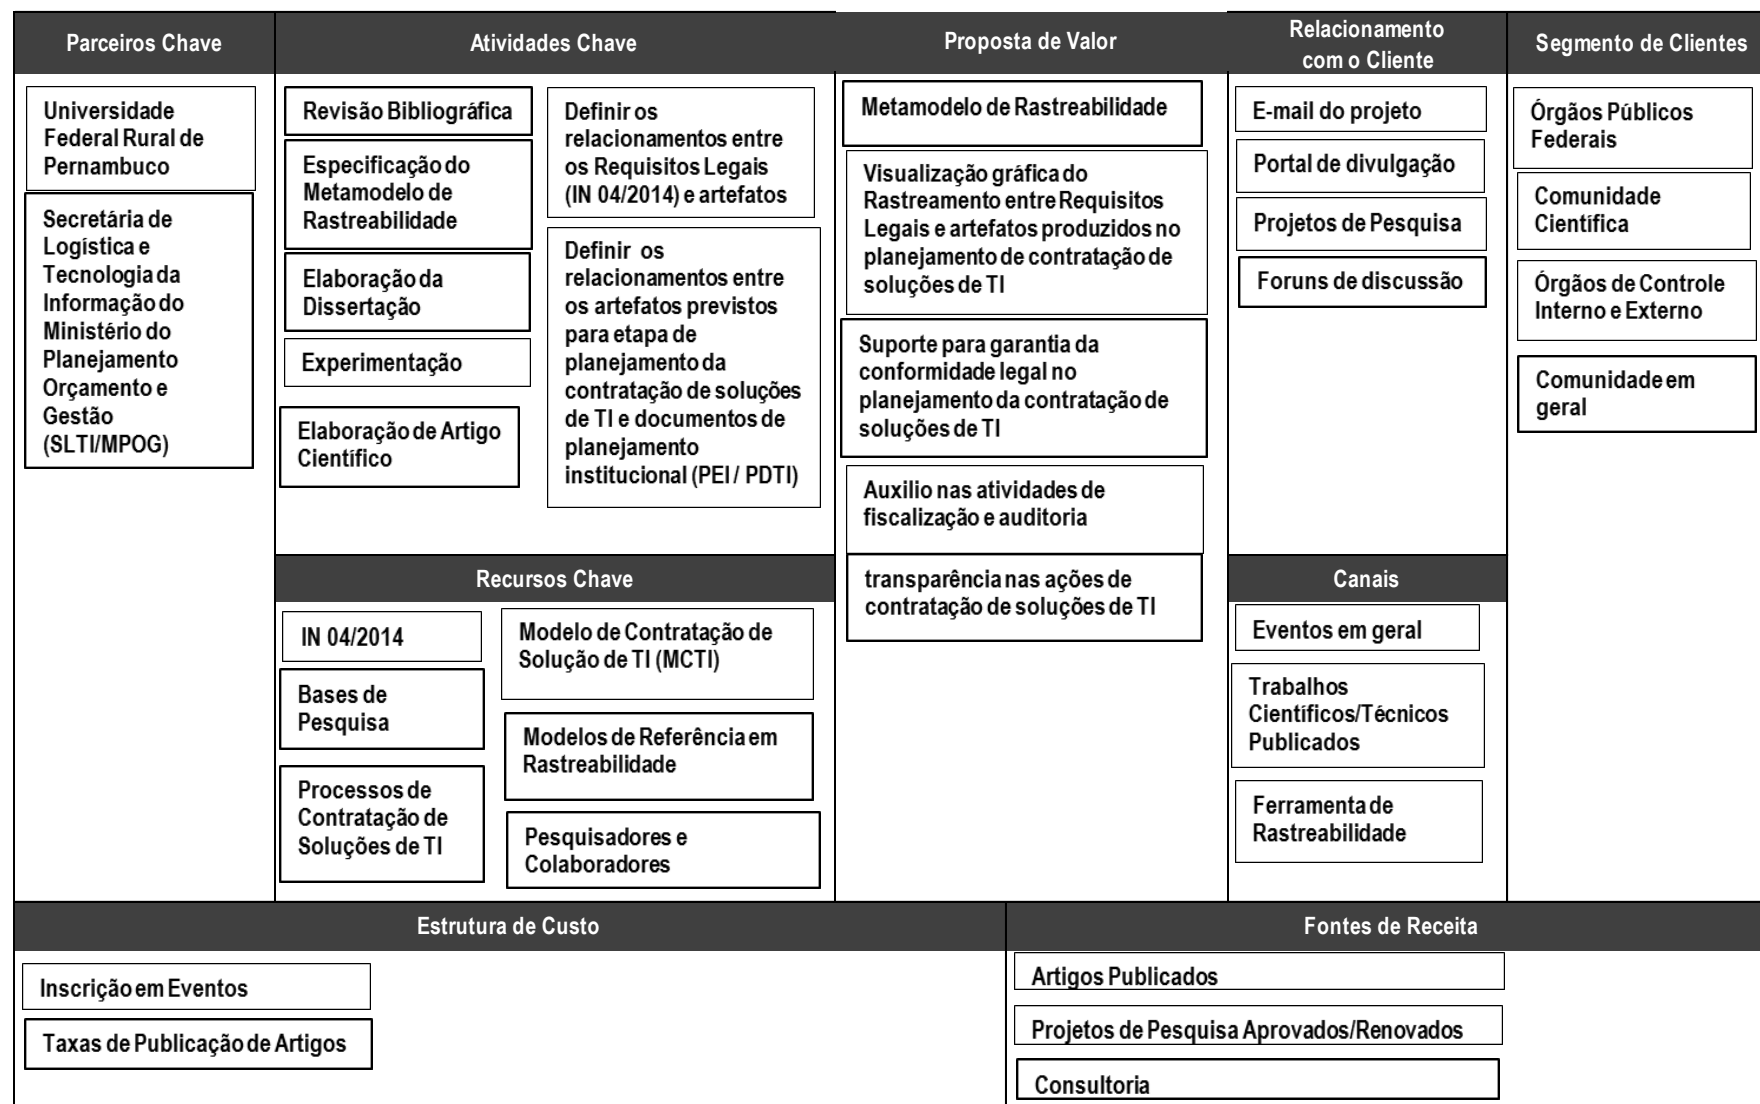 Parceiros Chave
Universidade
Federal Rural de
Pernambuco
Secretária de
Logística e
Tecnologia da
Informação do
Ministério do
Planejamento
Orçamento e
Gestão
(SLTI/MPOG)
Atividades Chave
Revisão Bibliográfica
Especificação do
Metamodelo de
Rastreabilidade
Elaboração da
Dissertação
Experimentação
Elaboração de Artigo
Científico
Definir os
relacionamentos entre
os Requisitos Legais
(IN 04/2014) e artefatos
Definir os
relacionamentos entre
os artefatos previstos
para etapa de
planejamento da
contratação de soluções
de TI e documentos de
planejamento
institucional (PEI / PDTI)
Recursos Chave
IN 04/2014
Bases de
Pesquisa
Processos de
Contratação de
Soluções de TI
Modelo de Contratação de
Solução de TI (MCTI)
Modelos de Referência em
Rastreabilidade
Pesquisadores e
Colaboradores
Proposta de Valor
Metamodelo de Rastreabilidade
Visualização gráfica do
Rastreamento entre Requisitos
Legais e artefatos produzidos no
planejamento de contratação de
soluções de TI
Suporte para garantia da
conformidade legal no
planejamento da contratação de
soluções de TI
Auxilio nas atividades de
fiscalização e auditoria
transparência nas ações de
contratação de soluções de TI
Relacionamento
com o Cliente
E-mail do projeto
Portal de divulgação
Projetos de Pesquisa
Foruns de discussão
Canais
Eventos em geral
Trabalhos
Científicos/Técnicos
Publicados
Ferramenta de
Rastreabilidade
Segmento de Clientes
Órgãos Públicos
Federais
Comunidade
Científica
Órgãos de Controle
Interno e Externo
Comunidade em
geral
Estrutura de Custo
Inscrição em Eventos
Taxas de Publicação de Artigos
Fontes de Receita
Artigos Publicados
Projetos de Pesquisa Aprovados/Renovados
Consultoria